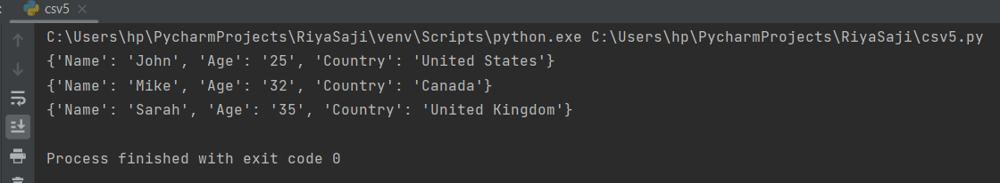 csv5
C:\Users\hp\PycharmProjects\RiyaSaji\venv\Scripts\python.exe C:\Users\hp\PycharmProjects\RiyaSaji\csv5.py
{'Name': 'John', 'Age': '25', 'Country': 'United States'}
{'Name': 'Mike', 'Age': '32', 'Country': 'Canada'}
{'Name': 'Sarah', 'Age': '35', 'Country': 'United Kingdom'}
Process finished with exit code 0